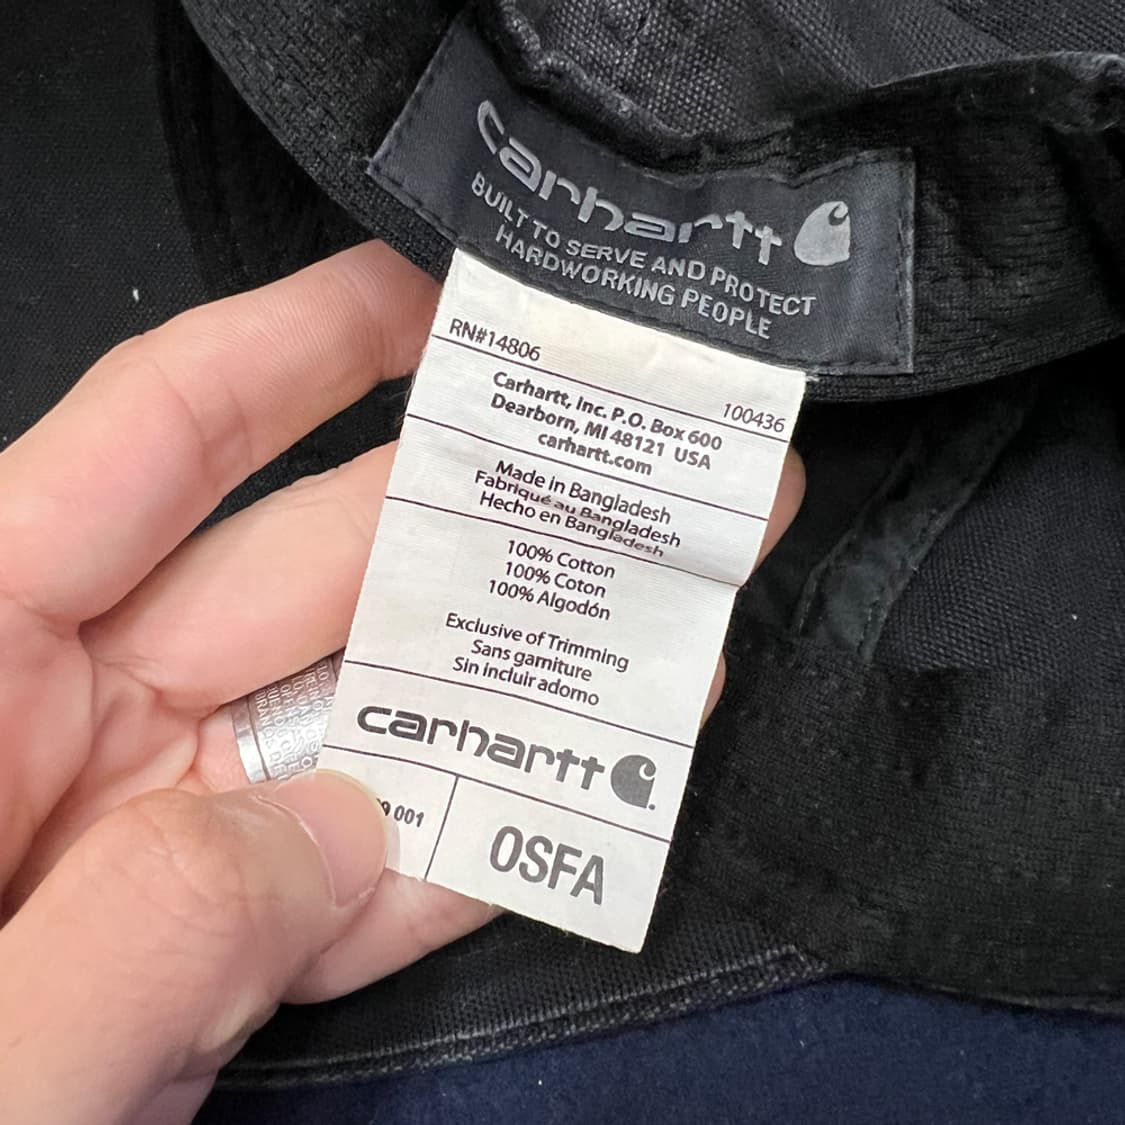 carhartt
BUILT TO SERVE AND PROTECT
HARDWORKING PEOPLE
RN#14806
100436
Carhartt, Inc. P.O. Box 600
Dearborn, MI 48121 USA
carhartt.com
Made in Bangladesh
Fabriqué au Bangladesh
Hecho en Bangladesh
100% Cotton
100% Coton
100% Algodón
Exclusive of Trimming
Sans garniture
Sin incluir adorno
carhartt
001
OSFA